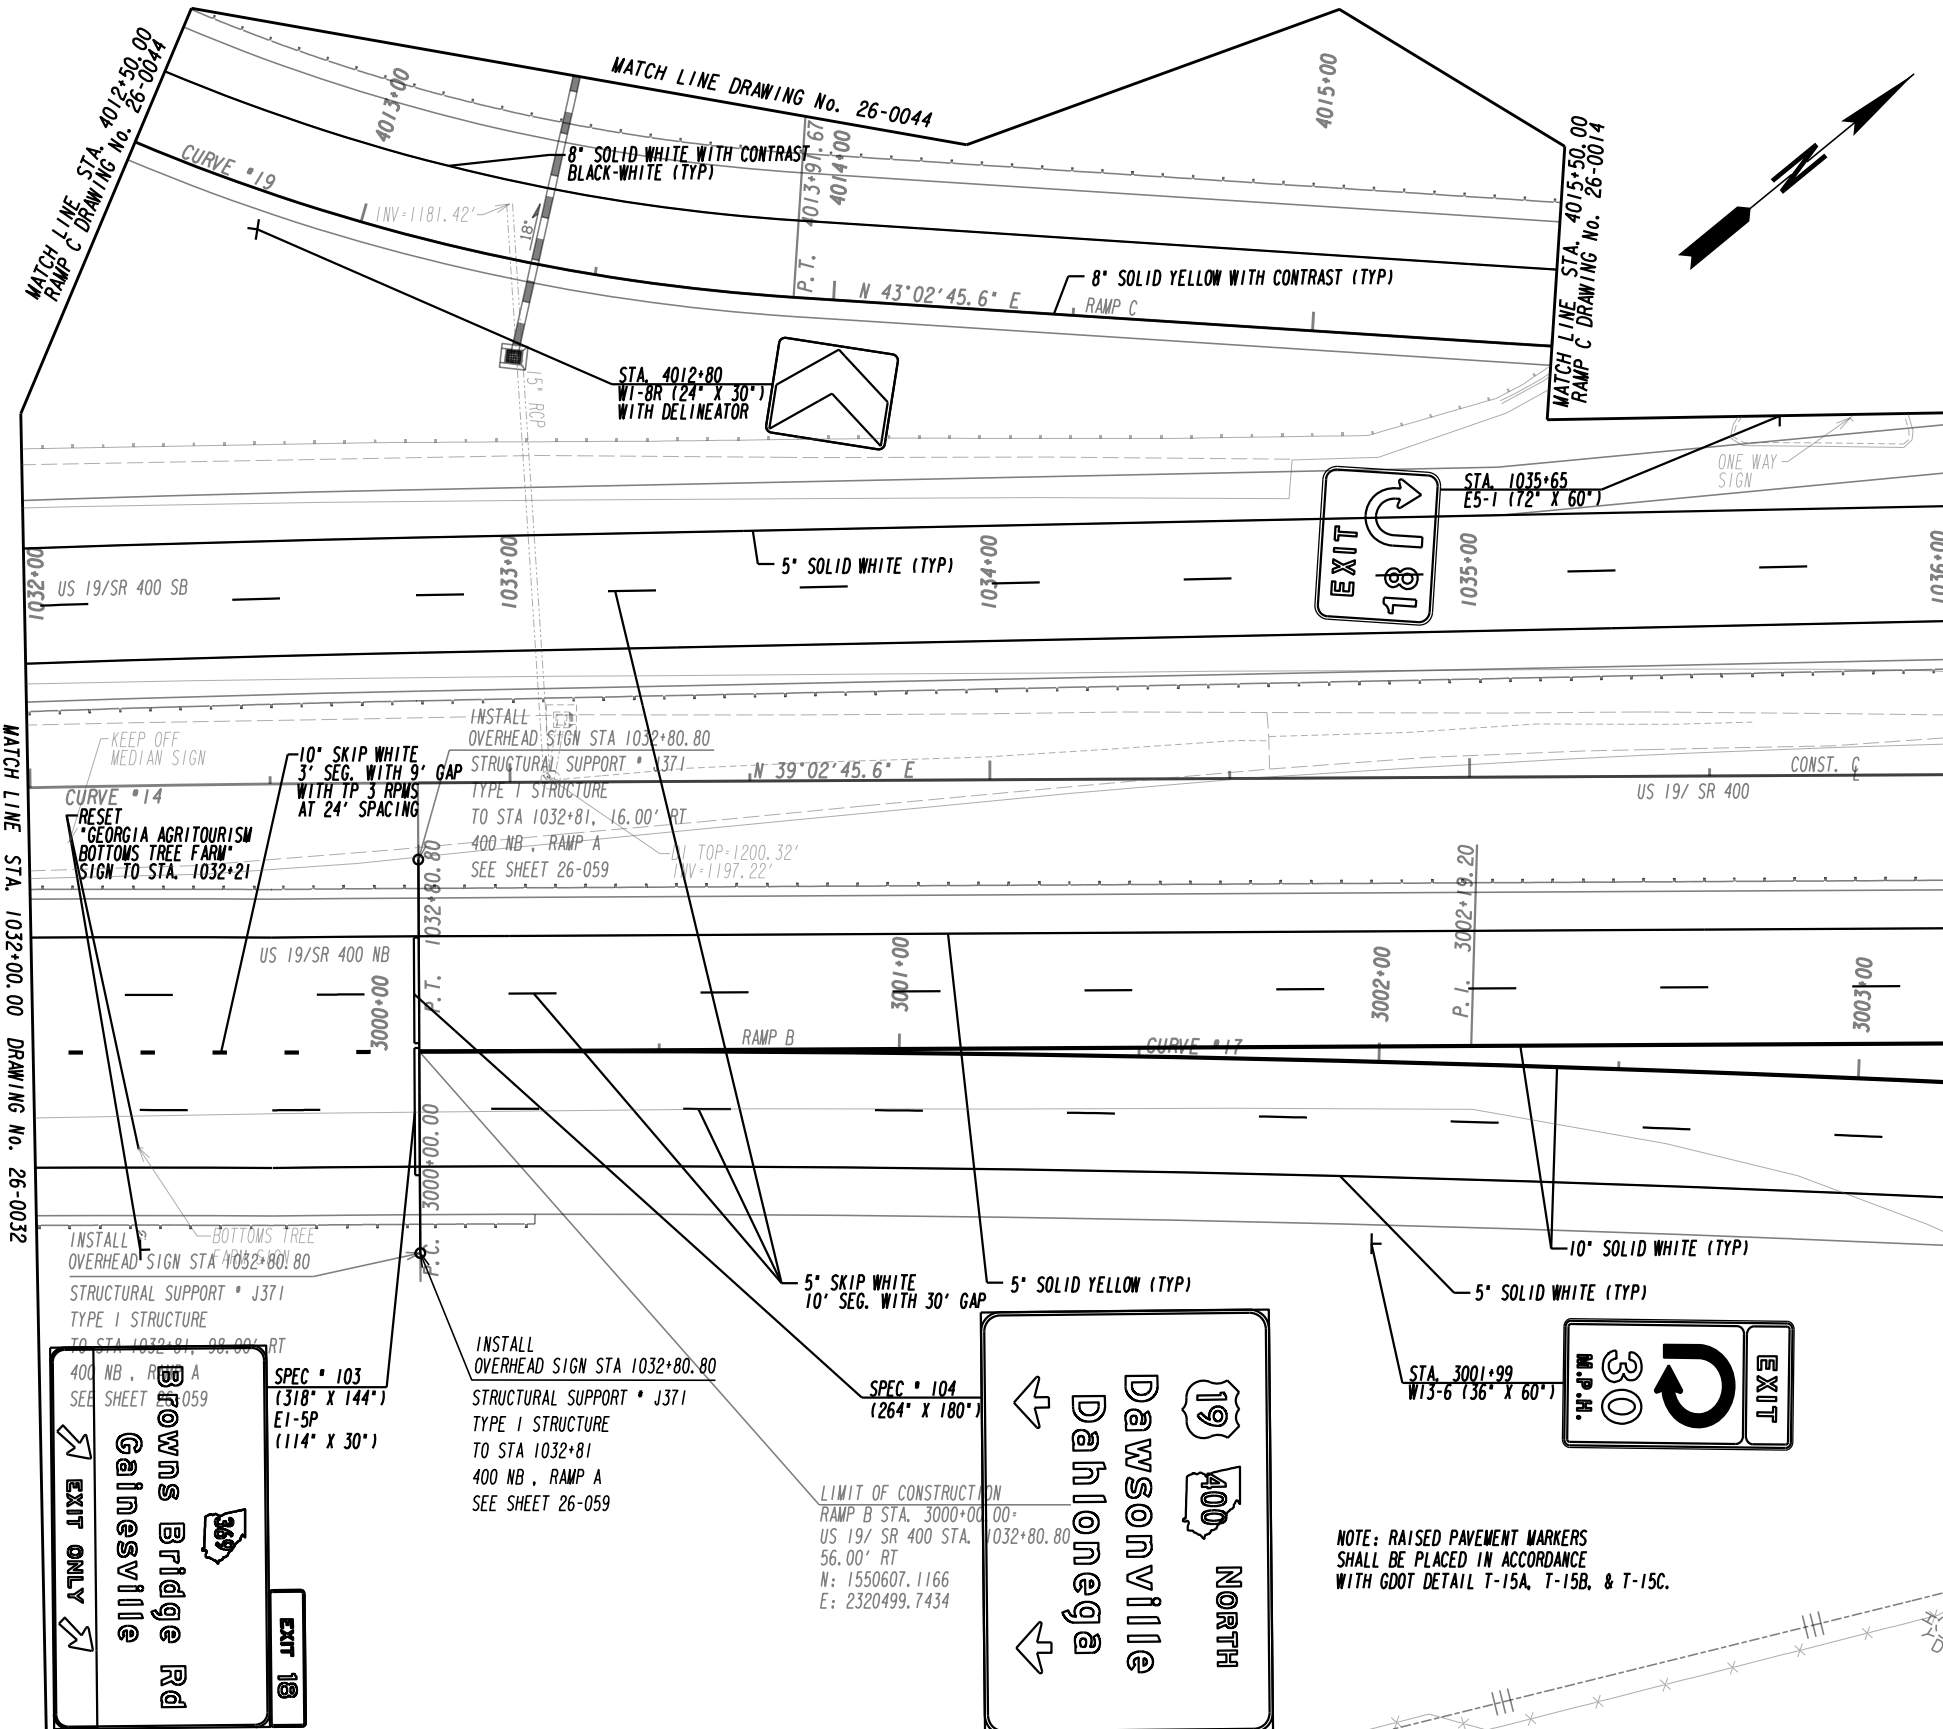 MATCH LINE STA. 4012+50.00
RAMP C DRAWING No. 26-0044
MATCH LINE DRAWING No. 26-0044
4013+00
4015+00
CURVE #19
INV=1181.42'
18"
8" SOLID WHITE WITH CONTRAST
BLACK-WHITE (TYP)
P.T. 4013+91.67
4014+00
N 43°02'45.6" E
8" SOLID YELLOW WITH CONTRAST (TYP)
RAMP C
MATCH LINE STA. 4015+50.00
RAMP C DRAWING No. 26-0014
N
15" RCP
STA. 4012+80
W1-8R (24" X 30")
WITH DELINEATOR
EXIT
18
STA. 1035+65
E5-1 (72" X 60")
ONE WAY
SIGN
1032+00
US 19/SR 400 SB
1033+00
5" SOLID WHITE (TYP)
1034+00
1035+00
1036+00
KEEP OFF
MEDIAN SIGN
10" SKIP WHITE
3' SEG. WITH 9' GAP
WITH TP 3 RPMS
AT 24' SPACING
INSTALL
OVERHEAD SIGN STA 1032+80.80
STRUCTURAL SUPPORT # J371
TYPE 1 STRUCTURE
TO STA 1032+81, 16.00' RT
400 NB, RAMP A
SEE SHEET 26-059
N 39°02'45.6" E
CONST. ℄
US 19/ SR 400
CURVE #14
RESET
"GEORGIA AGRITOURISM
BOTTOMS TREE FARM"
SIGN TO STA. 1032+21
DI TOP=1200.32'
INV=1197.22'
P.T. 1032+80.80
MATCH LINE STA. 1032+00.00 DRAWING No. 26-0032
US 19/SR 400 NB
3000+00
3001+00
3002+00
P.I. 3002+19.20
3003+00
RAMP B
CURVE #17
P.C. 3000+00.00
BOTTOMS TREE
FARM SIGN
INSTALL
OVERHEAD SIGN STA 1032+80.80
STRUCTURAL SUPPORT # J371
TYPE 1 STRUCTURE
TO STA 1032+81, 98.00' RT
400 NB, RAMP A
SEE SHEET 26-059
5" SKIP WHITE
10' SEG. WITH 30' GAP
5" SOLID YELLOW (TYP)
10" SOLID WHITE (TYP)
5" SOLID WHITE (TYP)
INSTALL
OVERHEAD SIGN STA 1032+80.80
STRUCTURAL SUPPORT # J371
TYPE 1 STRUCTURE
TO STA 1032+81
400 NB, RAMP A
SEE SHEET 26-059
SPEC # 103
(318" X 144")
E1-5P
(114" X 30")
EXIT 18
369
Browns Bridge Rd
Gainesville
EXIT ONLY
SPEC # 104
(264" X 180")
19
400
NORTH
Dawsonville
Dahlonega
STA. 3001+99
W13-6 (36" X 60")
EXIT
30
M.P.H.
LIMIT OF CONSTRUCTION
RAMP B STA. 3000+00.00=
US 19/ SR 400 STA. 1032+80.80
56.00' RT
N: 1550607.1166
E: 2320499.7434
NOTE: RAISED PAVEMENT MARKERS
SHALL BE PLACED IN ACCORDANCE
WITH GDOT DETAIL T-15A, T-15B, & T-15C.